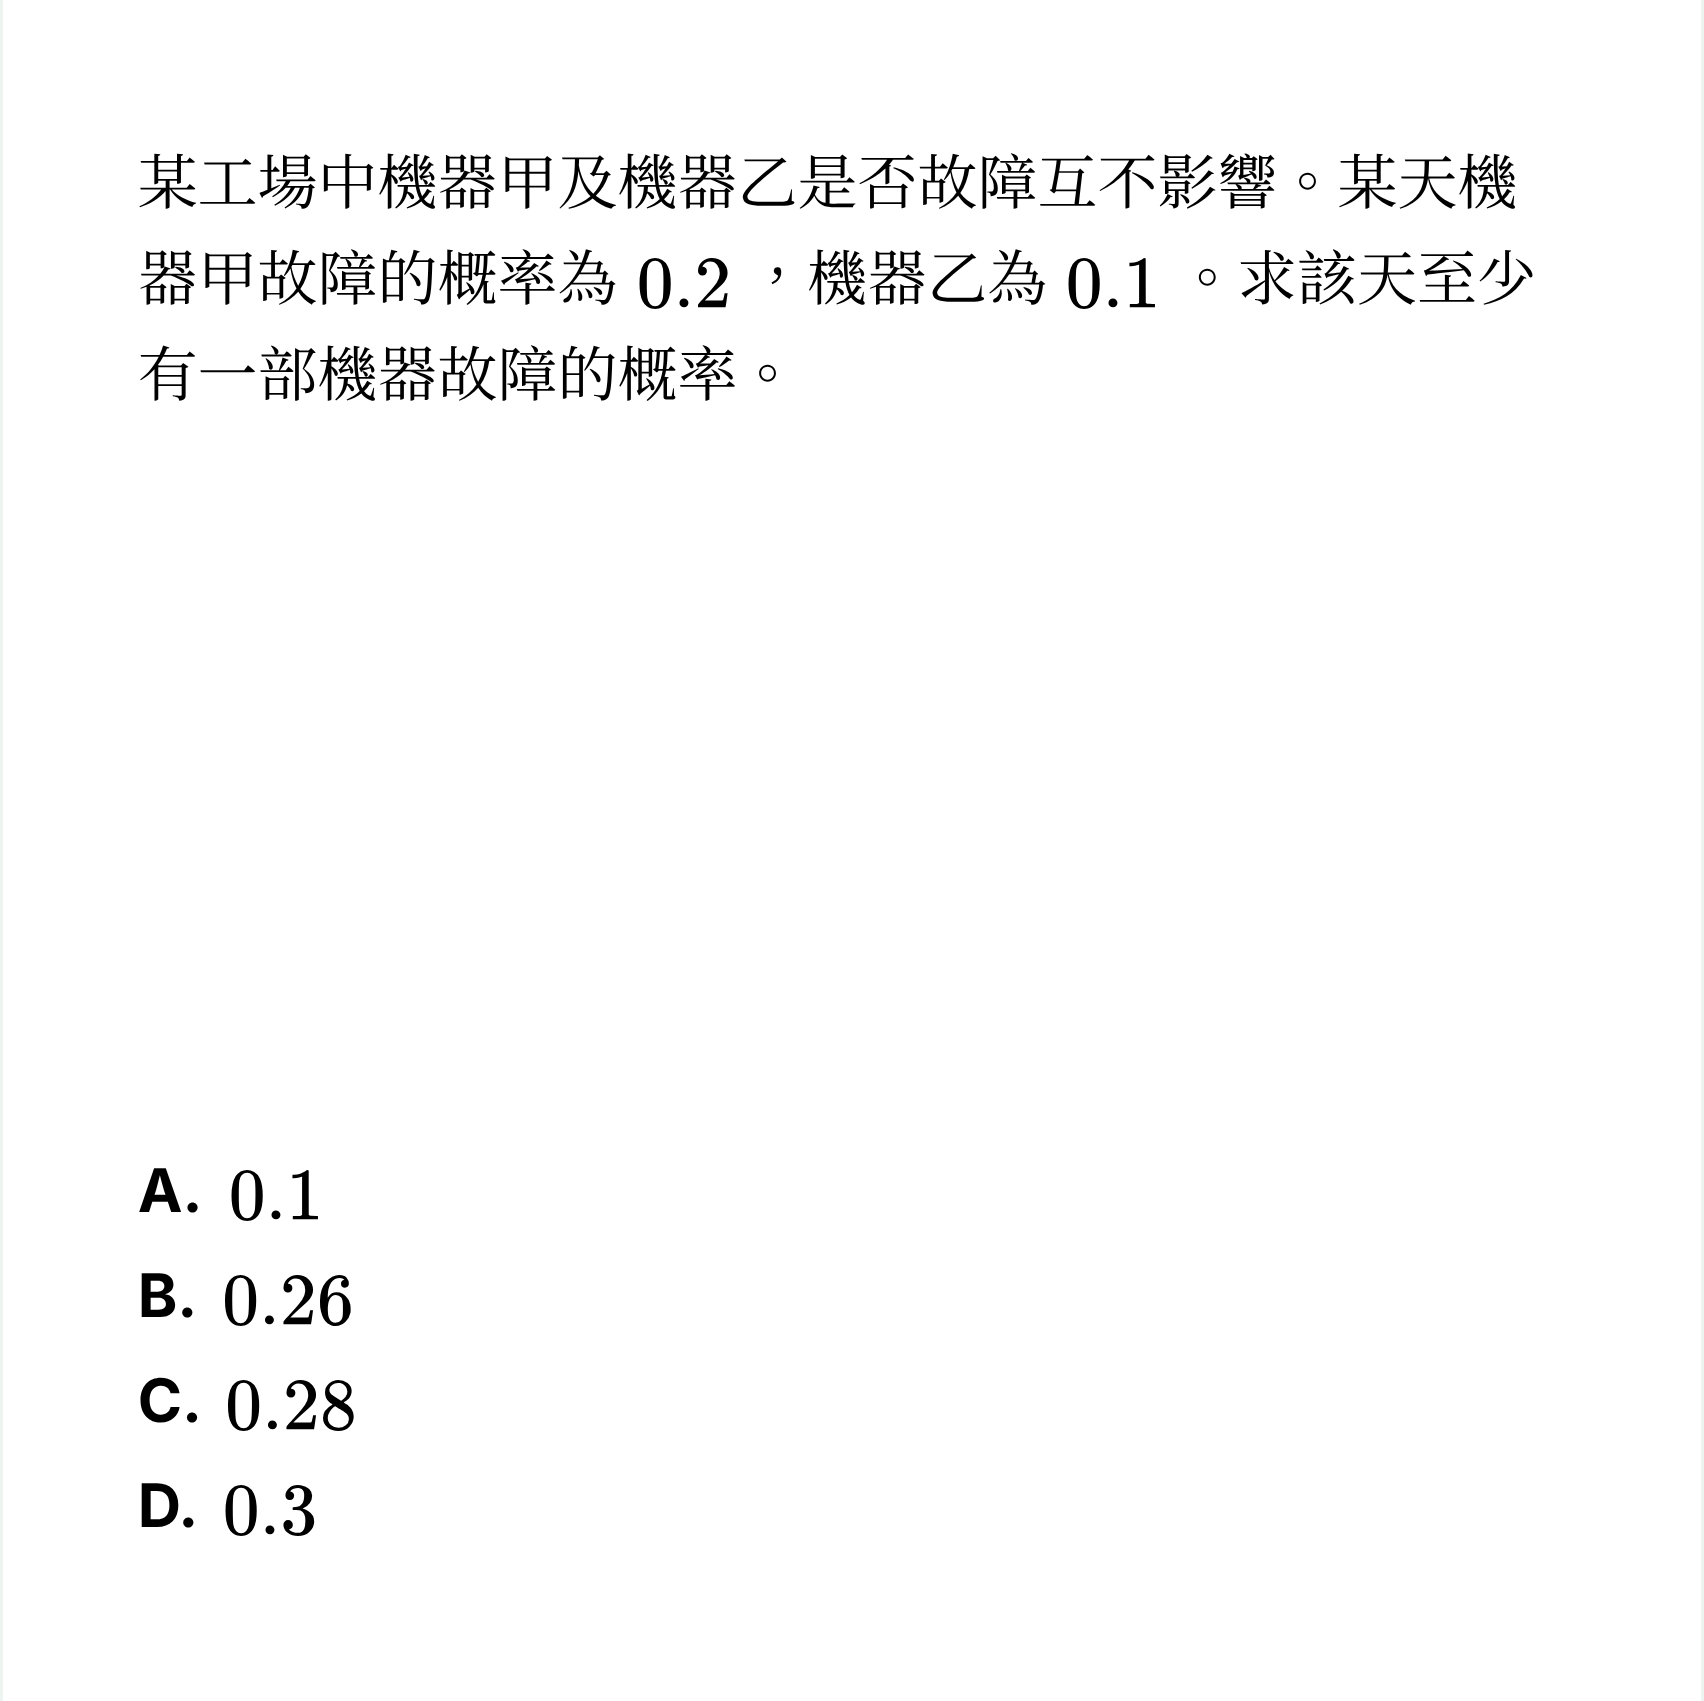 某工場中機器甲及機器乙是否故障互不影響。某天機
器甲故障的概率為 0.2 ，機器乙為 0.1 。求該天至少
有一部機器故障的概率。
A. 0.1
B. 0.26
C. 0.28
D. 0.3